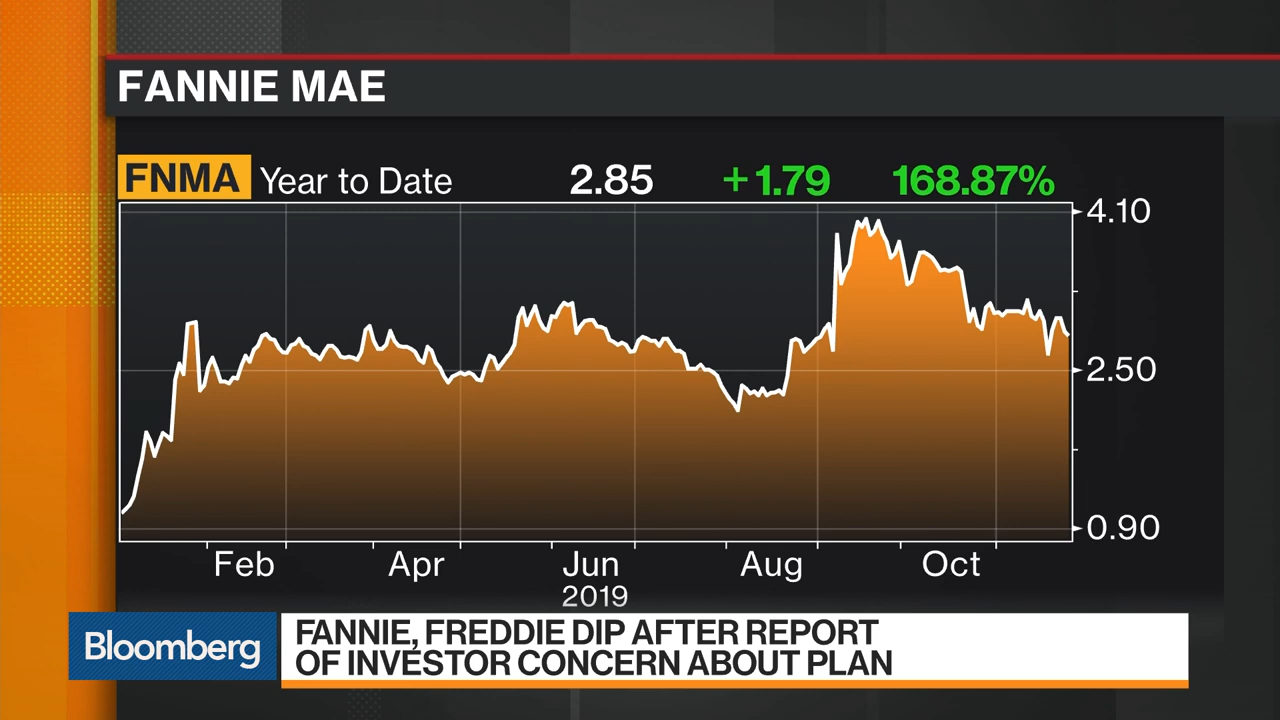 FANNIE MAE
FNMA Year to Date 2.85 +1.79 168.87%
4.10
2.50
0.90
Feb Apr Jun Aug Oct
2019
Bloomberg
FANNIE, FREDDIE DIP AFTER REPORT
OF INVESTOR CONCERN ABOUT PLAN